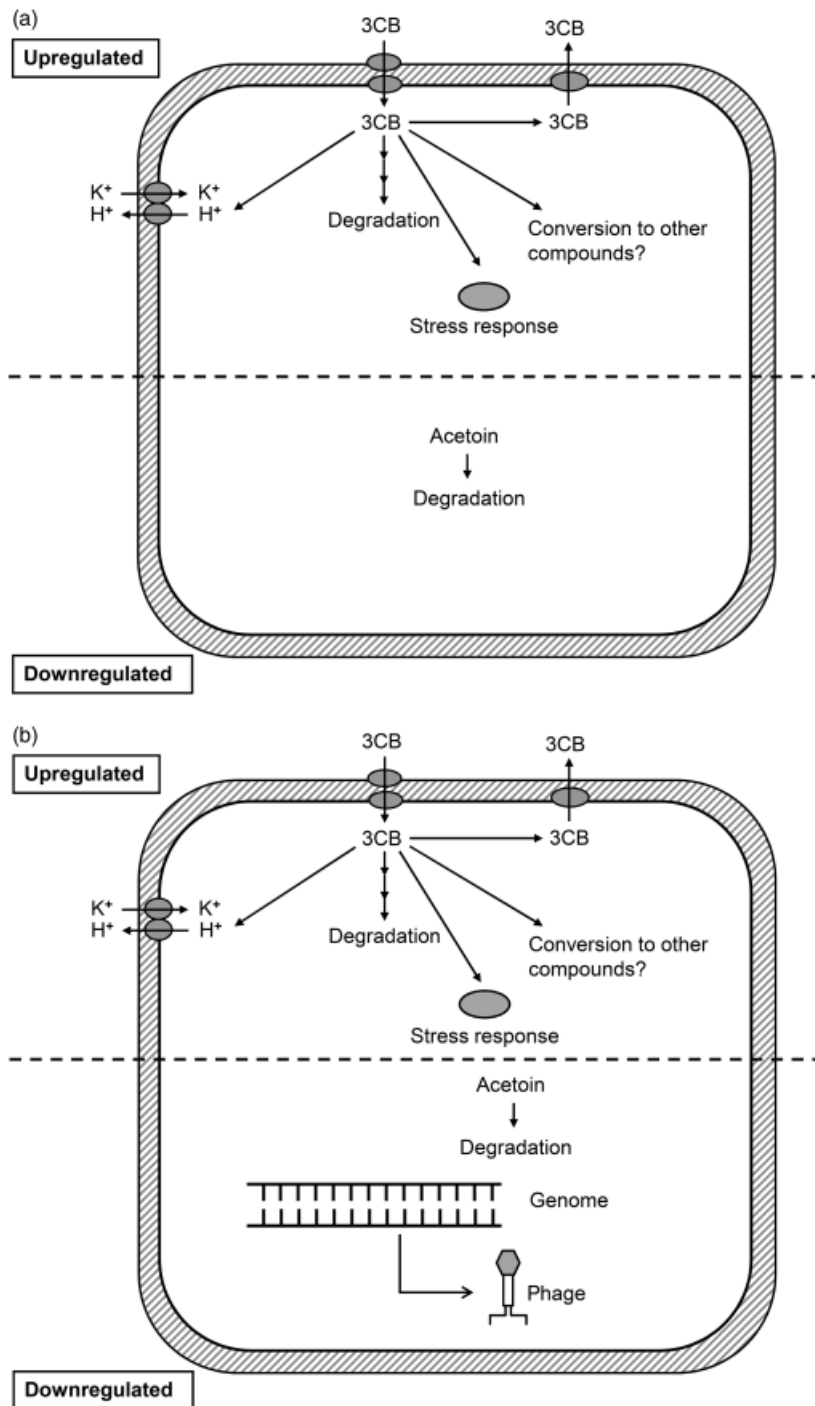 (a)
Upregulated
3CB 3CB
3CB 3CB
K⁺ K⁺
H⁺ H⁺
Degradation
Conversion to other
compounds?
Stress response
Acetoin
Degradation
Downregulated
(b)
Upregulated
3CB 3CB
3CB 3CB
K⁺ K⁺
H⁺ H⁺
Degradation
Conversion to other
compounds?
Stress response
Acetoin
Degradation
Genome
Phage
Downregulated